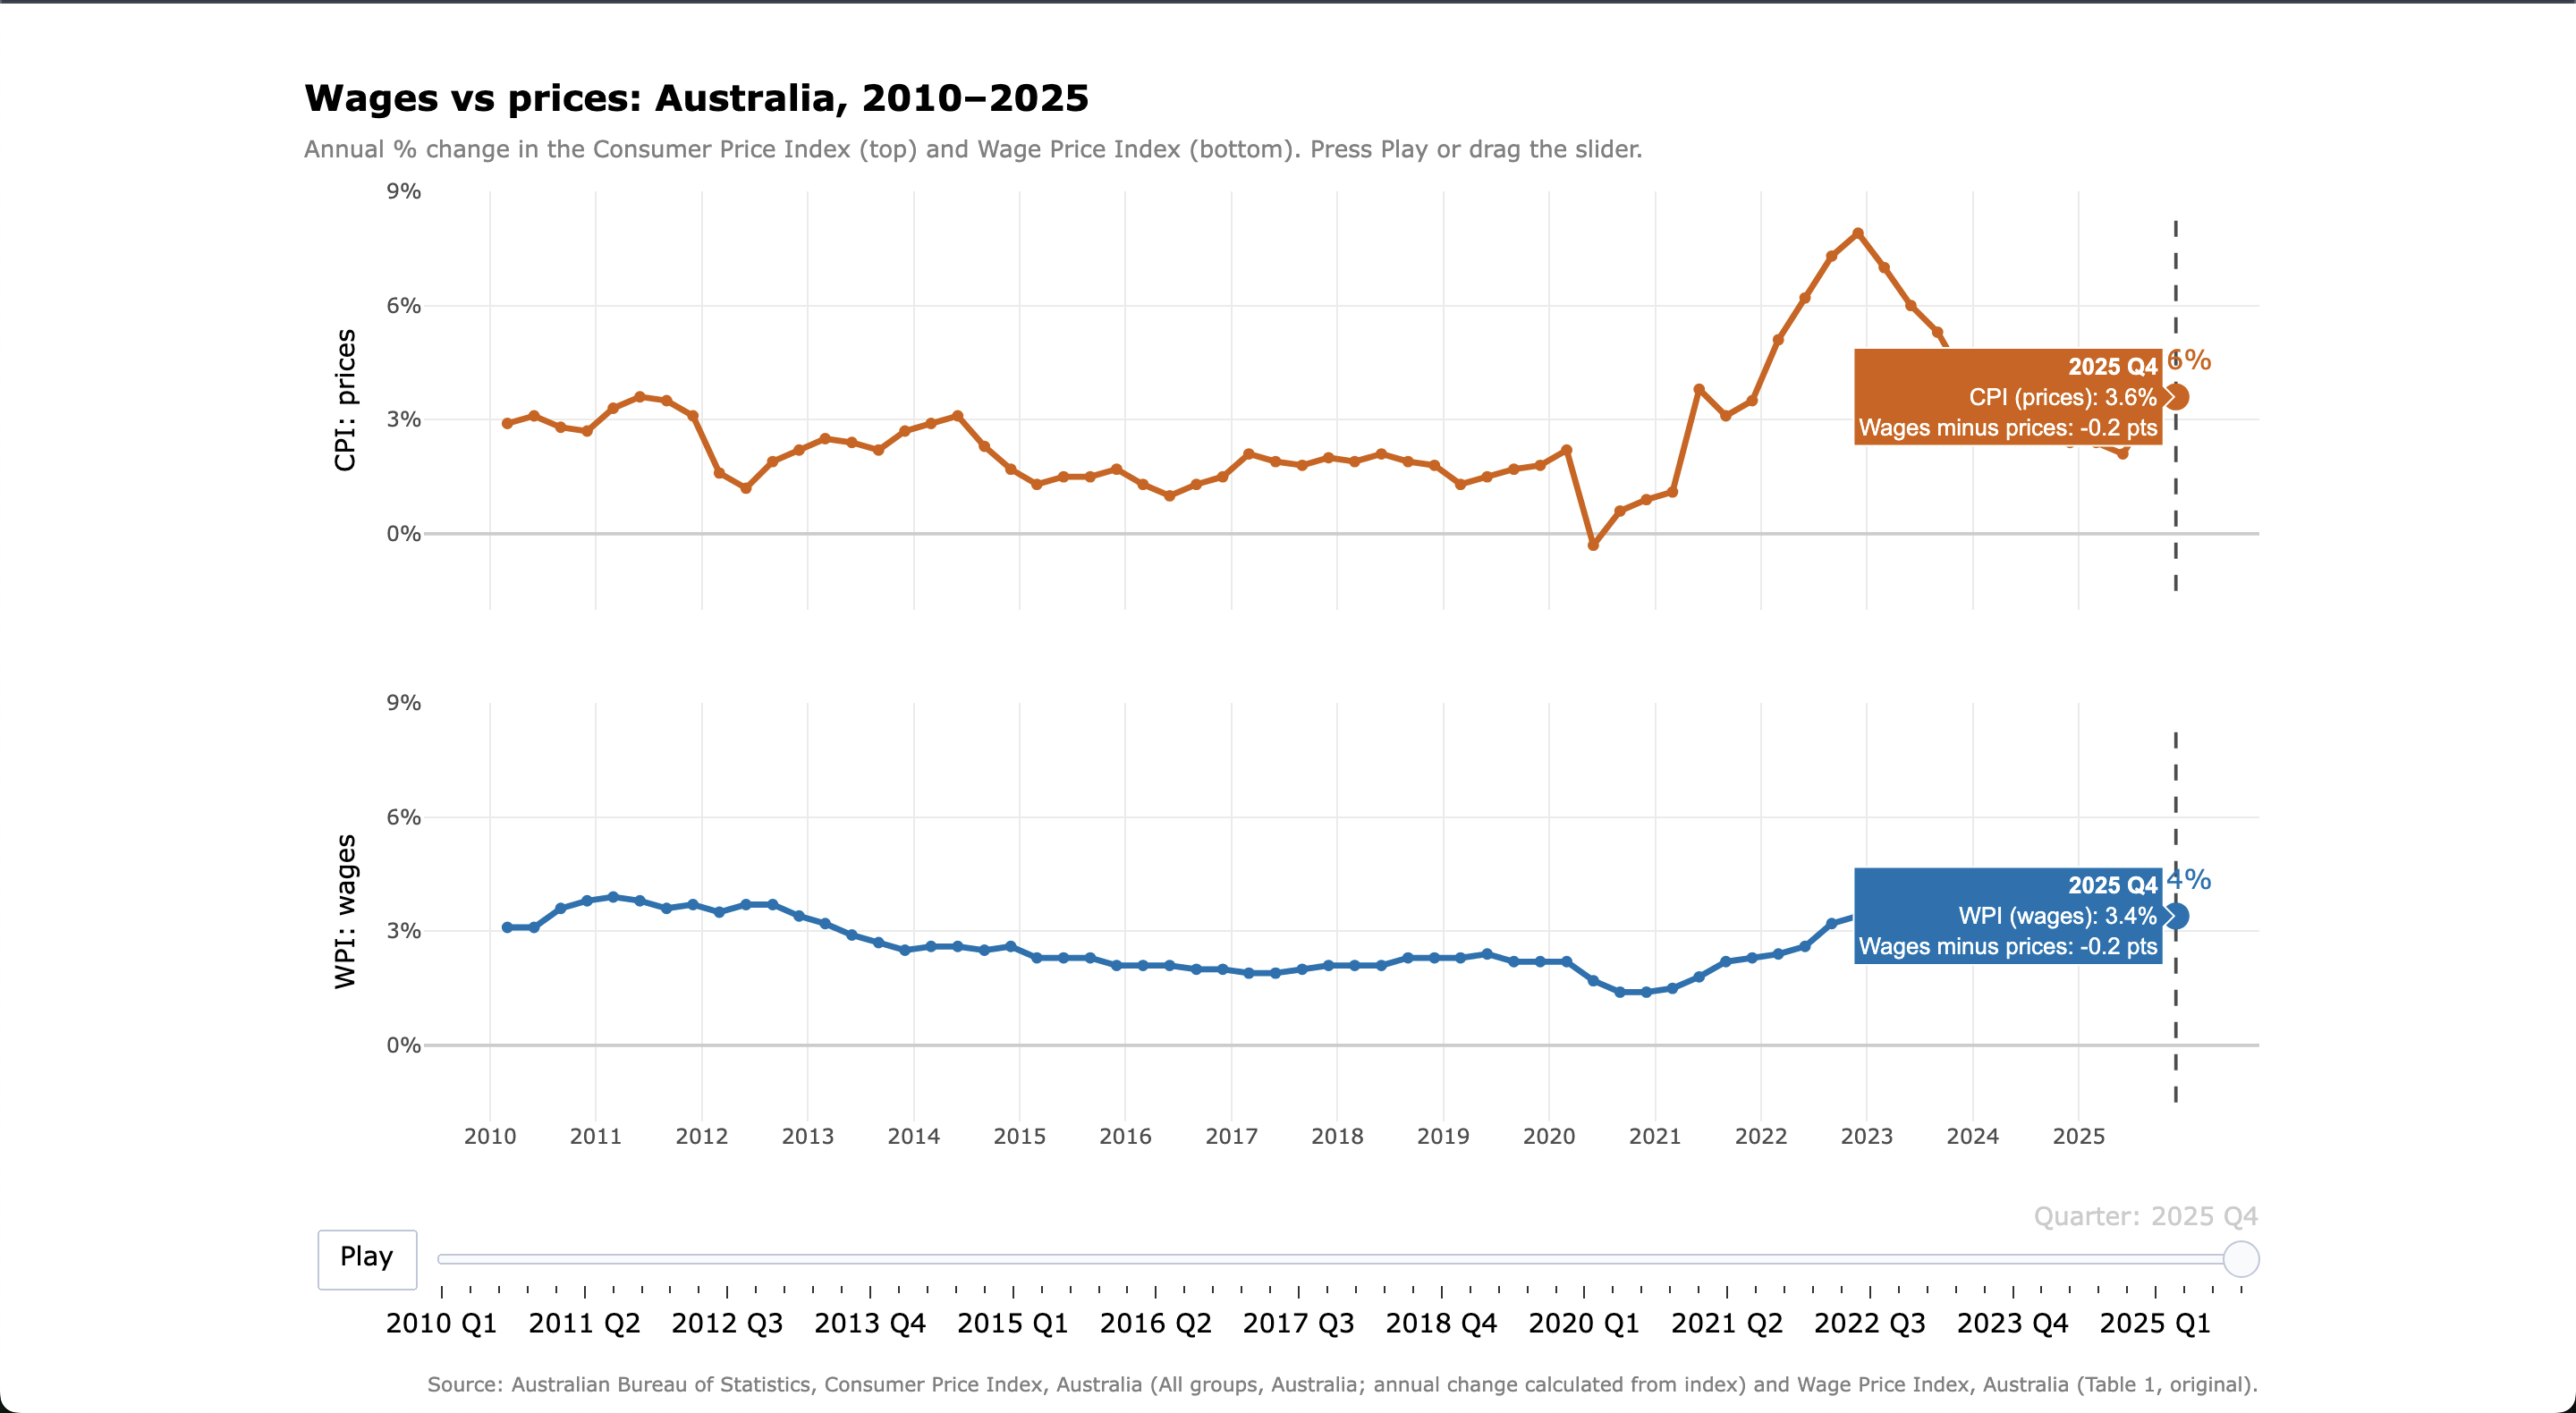 Wages vs prices: Australia, 2010–2025
Annual % change in the Consumer Price Index (top) and Wage Price Index (bottom). Press Play or drag the slider.
9%
6%
3%
0%
CPI: prices
6%
2025 Q4
CPI (prices): 3.6%
Wages minus prices: -0.2 pts
9%
6%
3%
0%
WPI: wages
4%
2025 Q4
WPI (wages): 3.4%
Wages minus prices: -0.2 pts
2010 2011 2012 2013 2014 2015 2016 2017 2018 2019 2020 2021 2022 2023 2024 2025
Quarter: 2025 Q4
Play
2010 Q1 2011 Q2 2012 Q3 2013 Q4 2015 Q1 2016 Q2 2017 Q3 2018 Q4 2020 Q1 2021 Q2 2022 Q3 2023 Q4 2025 Q1
Source: Australian Bureau of Statistics, Consumer Price Index, Australia (All groups, Australia; annual change calculated from index) and Wage Price Index, Australia (Table 1, original).